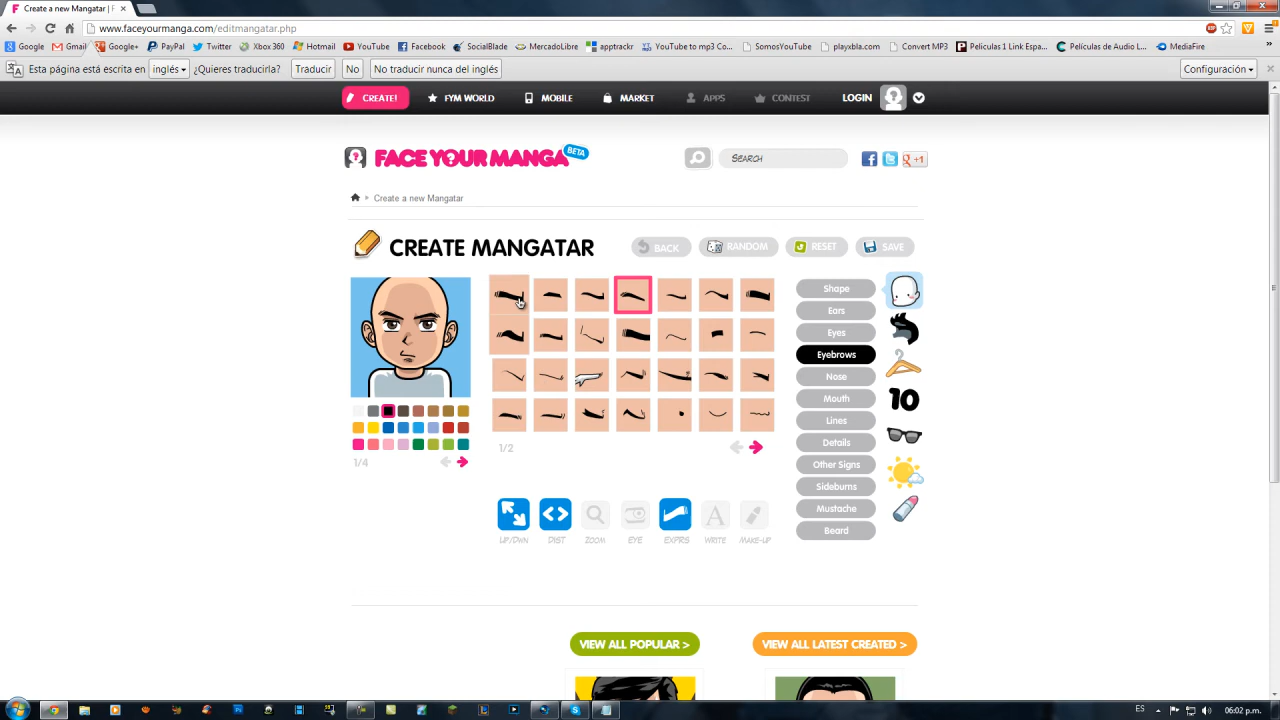 Create a new Mangatar | F
www.faceyourmanga.com/editmangatar.php
Google Gmail Google+ PayPal Twitter Xbox 360 Hotmail YouTube Facebook SocialBlade MercadoLibre apptrackr YouTube to mp3 Co... SomosYouTube playxbla.com Convert MP3 Peliculas 1 Link Espa... Películas de Audio L... MediaFire
Esta página está escrita en inglés ¿Quieres traducirla? Traducir No No traducir nunca del inglés Configuración
CREATE! FYM WORLD MOBILE MARKET APPS CONTEST LOGIN
FACE YOUR MANGA BETA
SEARCH
+1
Create a new Mangatar
CREATE MANGATAR
BACK RANDOM RESET SAVE
Shape
Ears
Eyes
Eyebrows
Nose
Mouth
Lines
Details
Other Signs
Sideburns
Mustache
Beard
10
1/4
1/2
UP/DWN DIST ZOOM EYE EXPRS WRITE MAKE-UP
VIEW ALL POPULAR >
VIEW ALL LATEST CREATED >
ES 06:02 p.m.